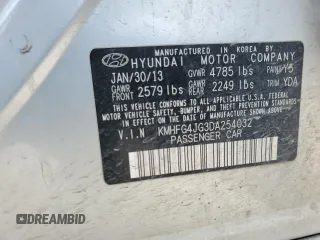 MANUFACTURED IN KOREA BY
HYUNDAI MOTOR COMPANY
JAN/30/13 GVWR 4785 lbs PAINT Y5
GAWR FRONT 2579 lbs GAWR REAR 2249 lbs TRIM YDA
THIS VEHICLE CONFORMS TO ALL
APPLICABLE U.S. FEDERAL MOTOR VEHICLE
SAFETY, BUMPER, AND THEFT PREVENTION
STANDARDS IN EFFECT ON THE DATE OF
MANUFACTURE SHOWN ABOVE.
V.I.N KMHFG4JG3DA254032
PASSENGER CAR